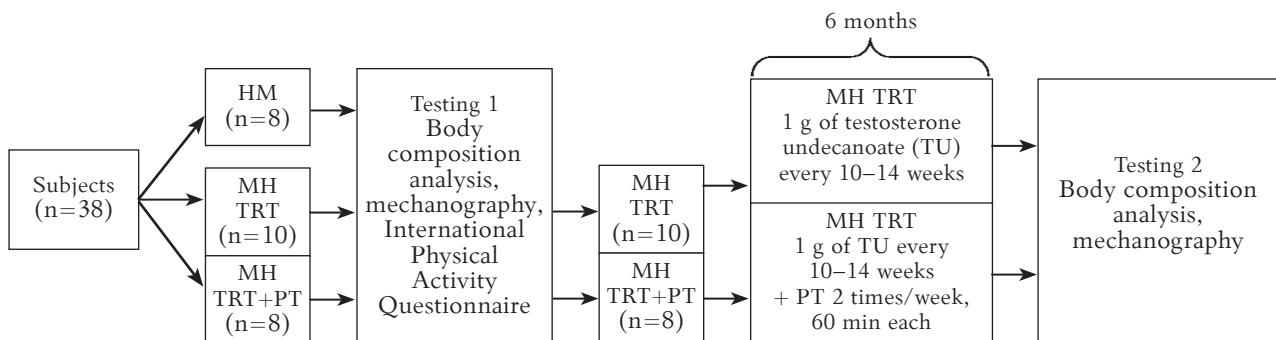 6 months
Subjects
(n=38)
HM
(n=8)
MH
TRT
(n=10)
MH
TRT+PT
(n=8)
Testing 1
Body
composition
analysis,
mechanography,
International
Physical
Activity
Questionnaire
MH
TRT
(n=10)
MH
TRT+PT
(n=8)
MH TRT
1 g of testosterone
undecanoate (TU)
every 10–14 weeks
MH TRT
1 g of TU every
10–14 weeks
+ PT 2 times/week,
60 min each
Testing 2
Body composition
analysis,
mechanography